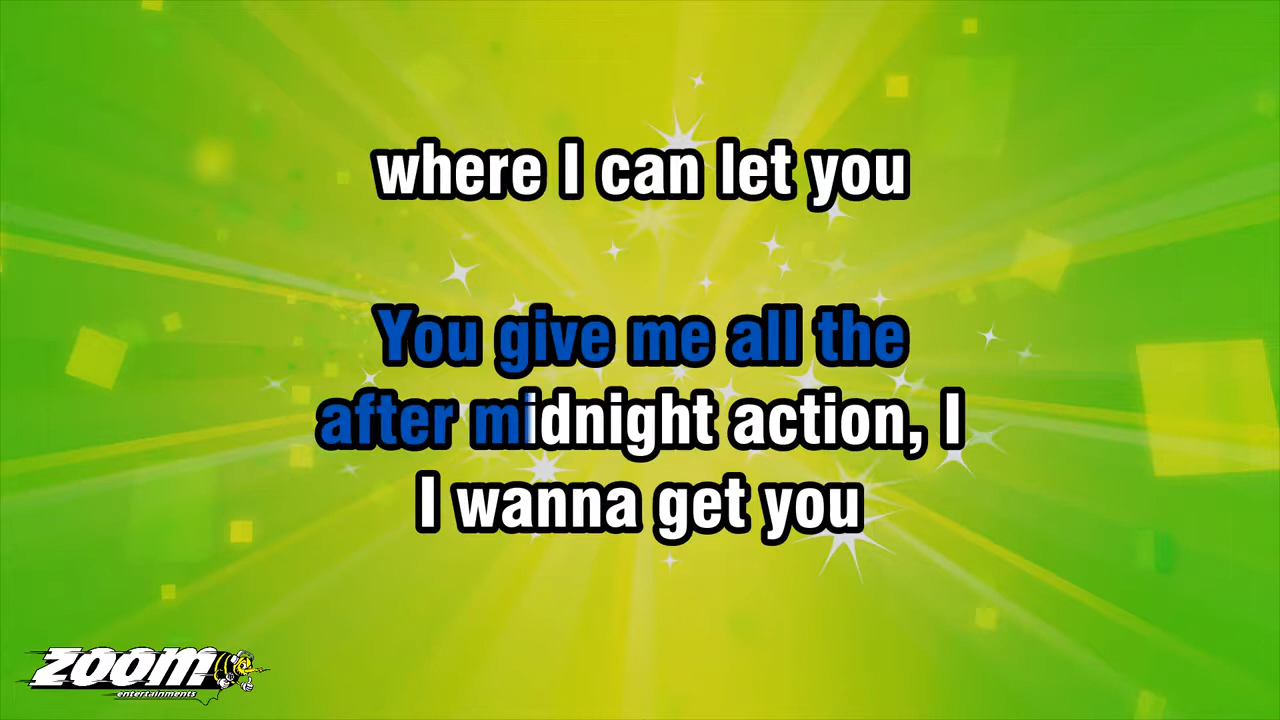 where I can let you
You give me all the
after midnight action, I
I wanna get you
ZOOM
entertainments